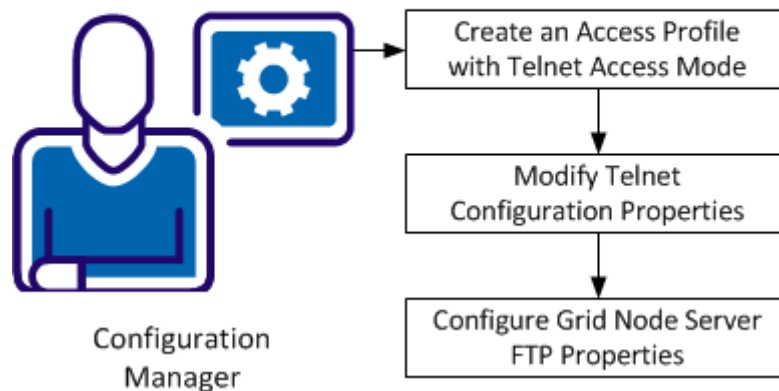 Create an Access Profile
with Telnet Access Mode
Modify Telnet
Configuration Properties
Configure Grid Node Server
FTP Properties
Configuration
Manager